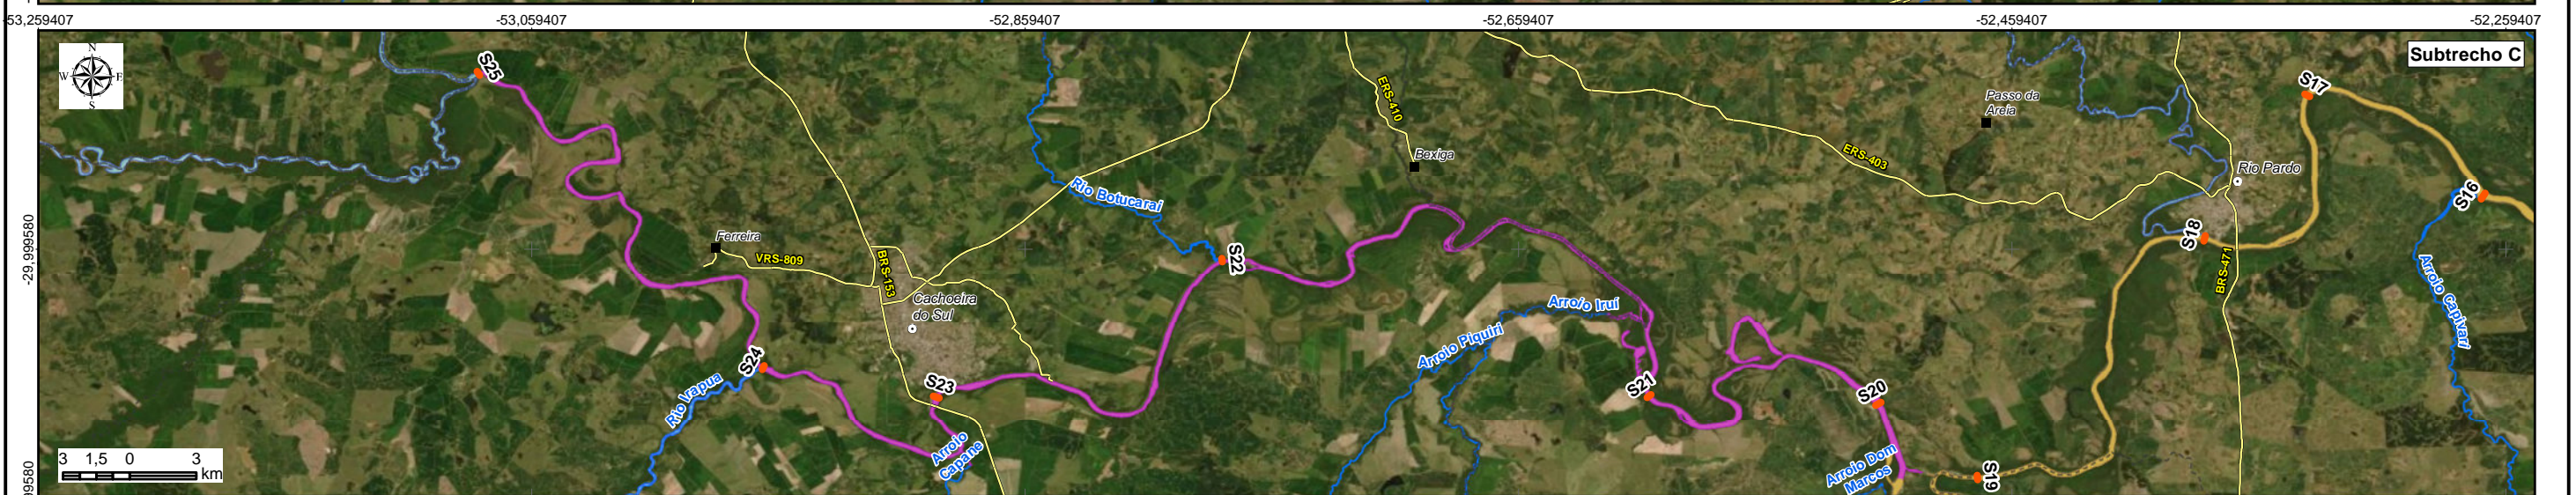 -53,259407
-53,059407
-52,859407
-52,659407
-52,459407
-52,259407
Subtrecho C
N
W E
S
S25
S17
ERS-410
Passo da
Areia
Bexiga
ERS-403
Rio Pardo
Rio Botucaraí
S16
-29,999580
Ferreira
VRS-809
BRS-153
S22
S18
BRS-471
Arroio Capivari
Cachoeira
do Sul
Arroio Iruí
Arroio Piquiri
S24
S23
S21
S20
Rio Vapua
Arroio
Capane
Arroio Dom
Marcos
S19
3 1,5 0 3
km
99580